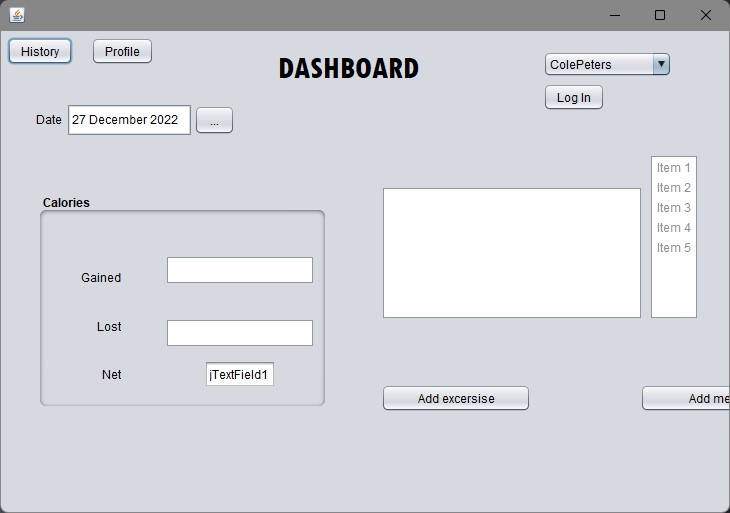 History
Profile
DASHBOARD
ColePeters
Log In
Date
27 December 2022
...
Calories
Gained
Lost
Net
jTextField1
Item 1
Item 2
Item 3
Item 4
Item 5
Add excersise
Add me